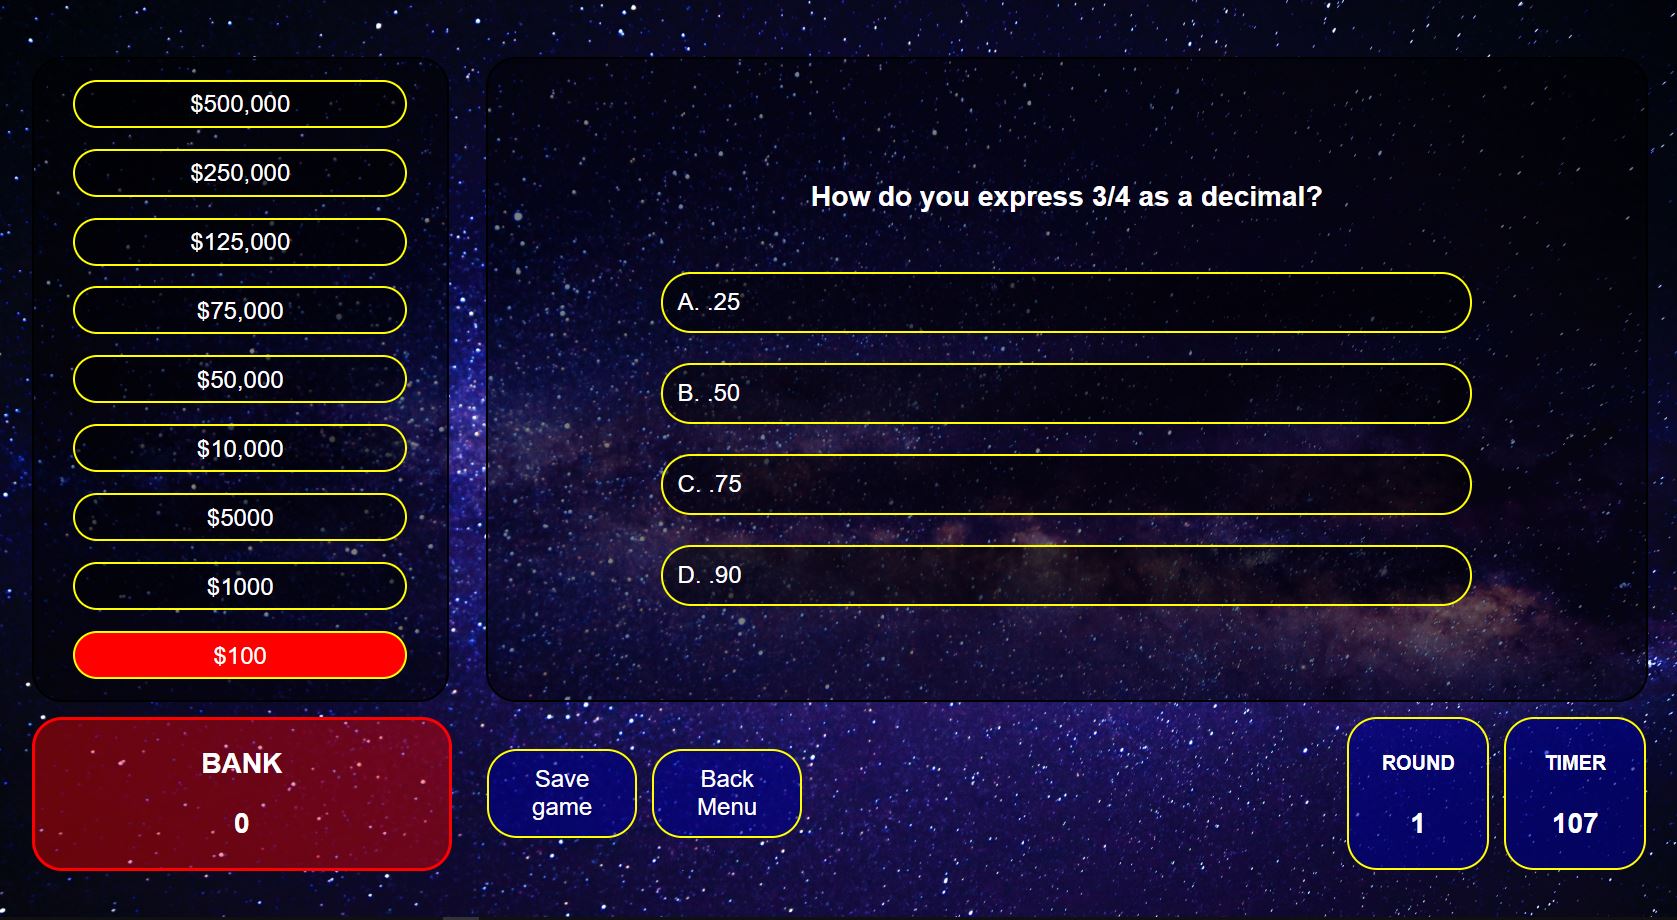 $500,000
$250,000
$125,000
$75,000
$50,000
$10,000
$5000
$1000
$100
How do you express 3/4 as a decimal?
A. .25
B. .50
C. .75
D. .90
BANK
0
Save
game
Back
Menu
ROUND
1
TIMER
107